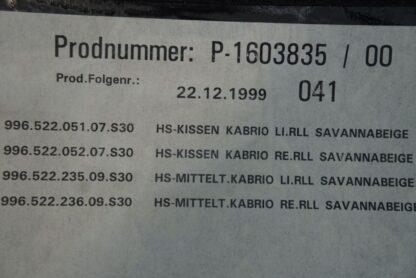 Prodnummer: P-1603835 / 00
Prod.Folgenr.: 22.12.1999 041
996.522.051.07.S30 HS-KISSEN KABRIO LI.RLL SAVANNABEIGE
996.522.052.07.S30 HS-KISSEN KABRIO RE.RLL SAVANNABEIGE
996.522.235.09.S30 HS-MITTELT.KABRIO LI.RLL SAVANNABEIGE
996.522.236.09.S30 HS-MITTELT.KABRIO RE.RLL SAVANNABEIGE